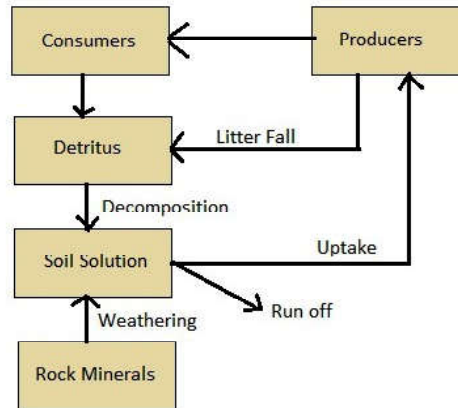 Consumers
Producers
Litter Fall
Detritus
Decomposition
Uptake
Soil Solution
Run off
Weathering
Rock Minerals